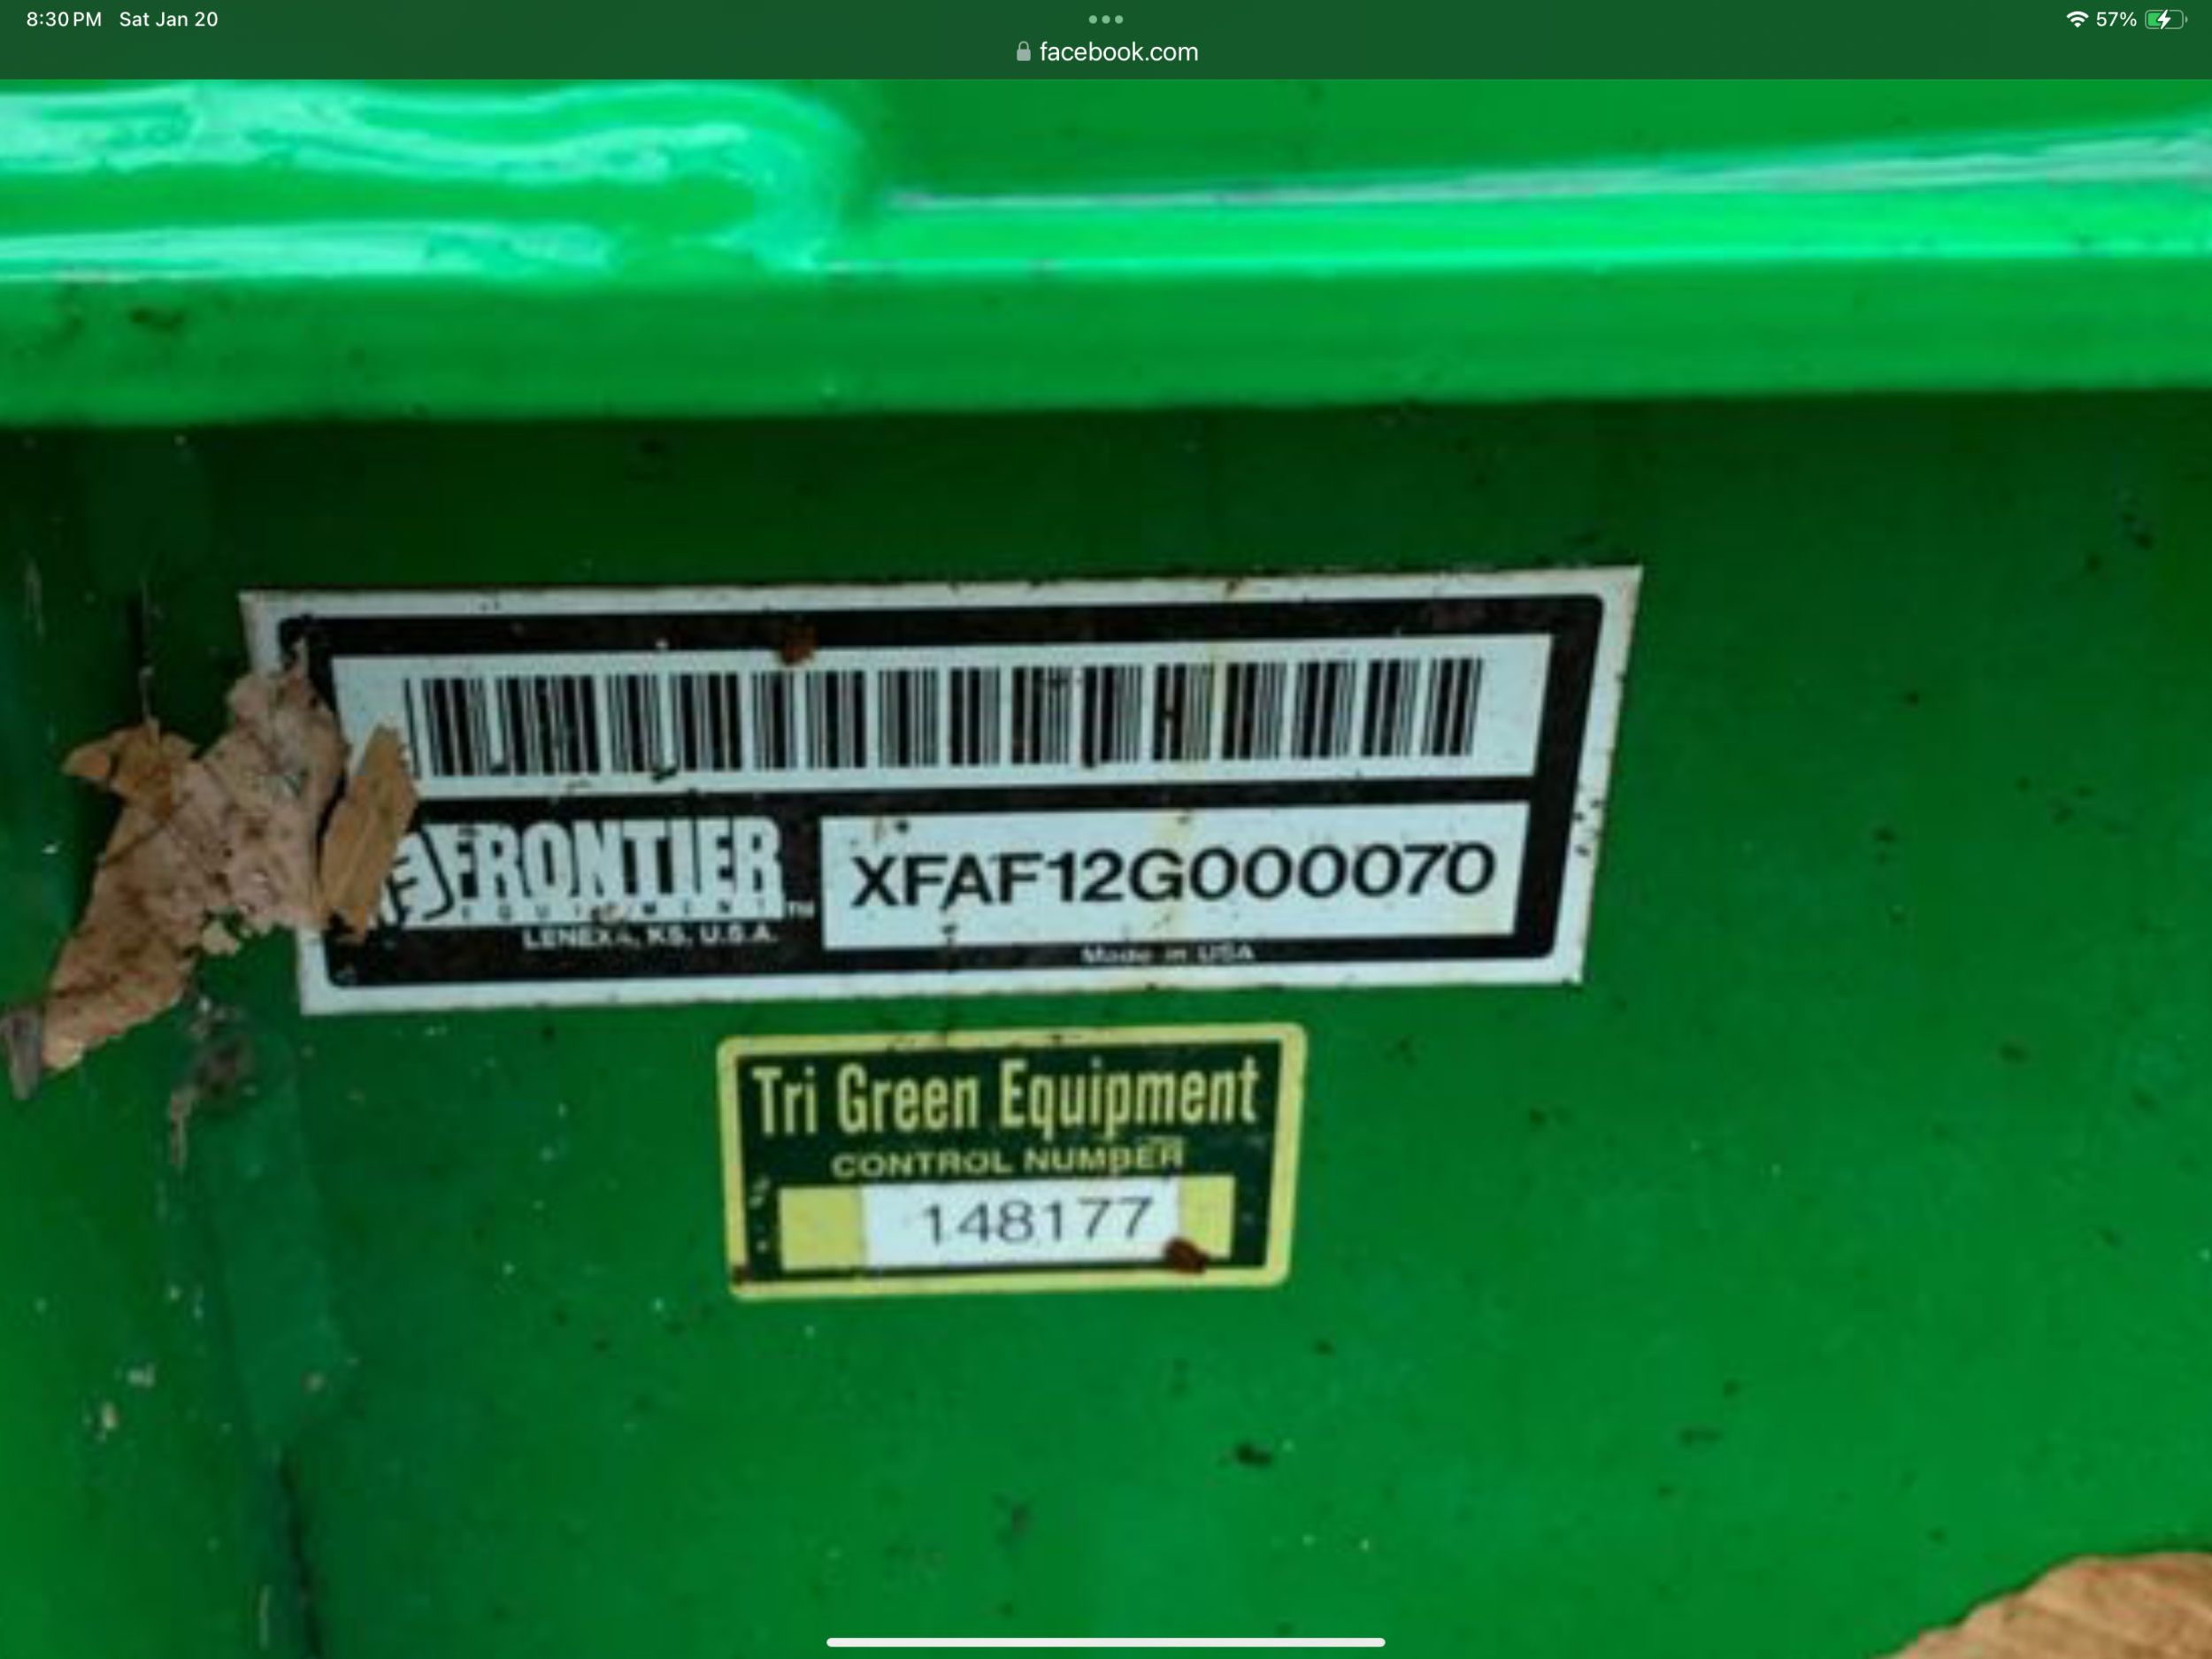 8:30 PM Sat Jan 20
57%
facebook.com
FRONTIER
EQUIPMENT TM
LENEXA, KS, U.S.A.
XFAF12G000070
Made in USA
Tri Green Equipment
CONTROL NUMBER
148177